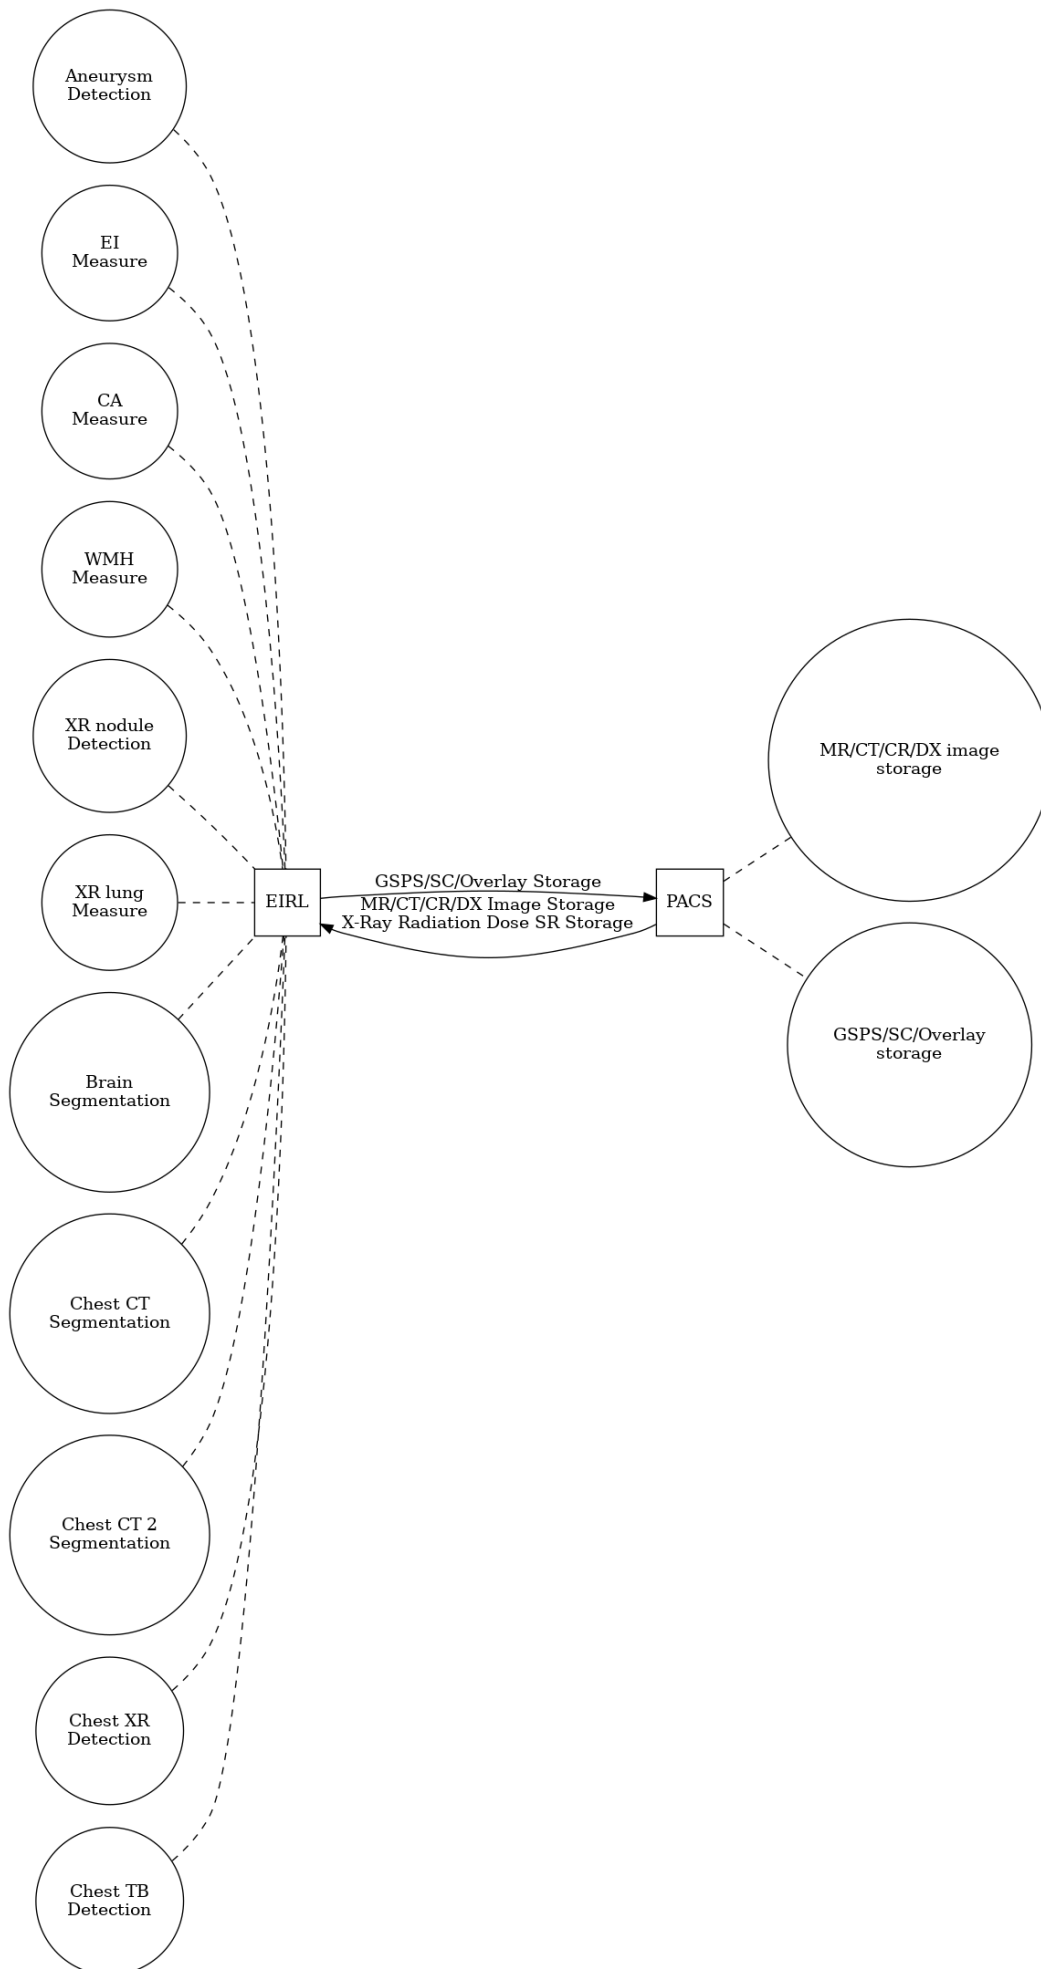 Aneurysm
Detection
EI
Measure
CA
Measure
WMH
Measure
XR nodule
Detection
XR lung
Measure
Brain
Segmentation
Chest CT
Segmentation
Chest CT 2
Segmentation
Chest XR
Detection
Chest TB
Detection
EIRL
GSPS/SC/Overlay Storage
MR/CT/CR/DX Image Storage
X-Ray Radiation Dose SR Storage
PACS
MR/CT/CR/DX image
storage
GSPS/SC/Overlay
storage